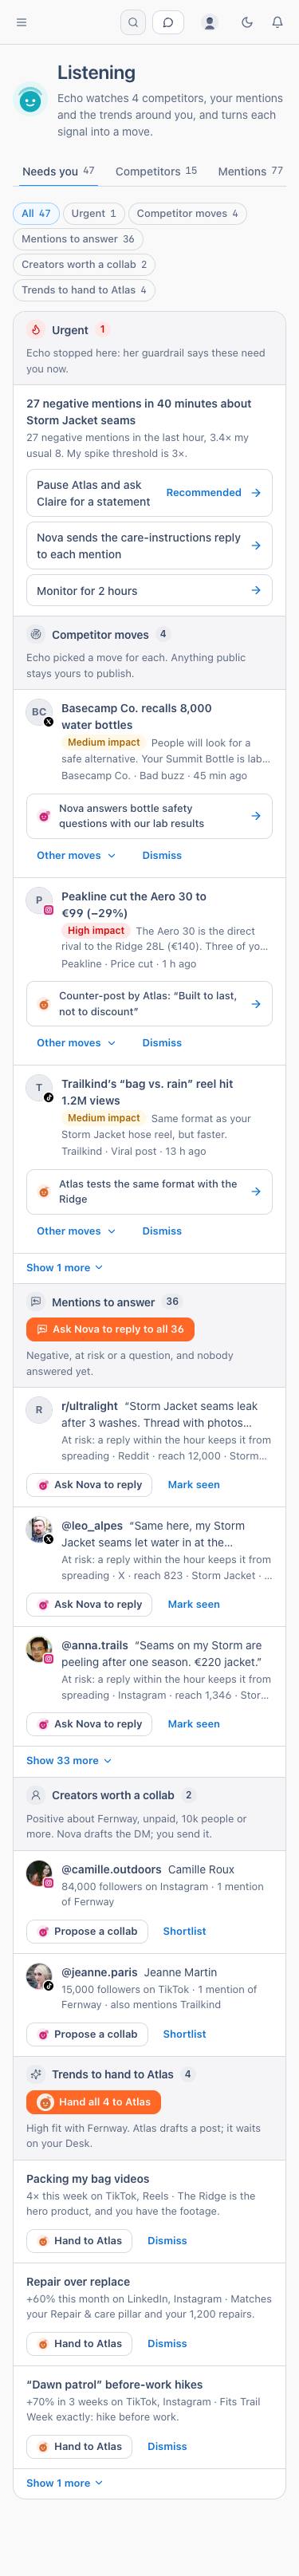 Listening
Echo watches 4 competitors, your mentions
and the trends around you, and turns each
signal into a move.
Needs you 47
Competitors 15
Mentions 77
All 47
Urgent 1
Competitor moves 4
Mentions to answer 36
Creators worth a collab 2
Trends to hand to Atlas 4
Urgent 1
Echo stopped here: her guardrail says these need
you now.
27 negative mentions in 40 minutes about
Storm Jacket seams
27 negative mentions in the last hour, 3.4× my
usual 8. My spike threshold is 3×.
Pause Atlas and ask
Claire for a statement
Recommended
Nova sends the care-instructions reply
to each mention
Monitor for 2 hours
Competitor moves 4
Echo picked a move for each. Anything public
stays yours to publish.
BC
Basecamp Co. recalls 8,000
water bottles
Medium impact People will look for a
safe alternative. Your Summit Bottle is lab…
Basecamp Co. · Bad buzz · 45 min ago
Nova answers bottle safety
questions with our lab results
Other moves
Dismiss
P
Peakline cut the Aero 30 to
€99 (−29%)
High impact The Aero 30 is the direct
rival to the Ridge 28L (€140). Three of yo…
Peakline · Price cut · 1 h ago
Counter-post by Atlas: “Built to last,
not to discount”
Other moves
Dismiss
T
Trailkind’s “bag vs. rain” reel hit
1.2M views
Medium impact Same format as your
Storm Jacket hose reel, but faster.
Trailkind · Viral post · 13 h ago
Atlas tests the same format with the
Ridge
Other moves
Dismiss
Show 1 more
Mentions to answer 36
Ask Nova to reply to all 36
Negative, at risk or a question, and nobody
answered yet.
R
r/ultralight “Storm Jacket seams leak
after 3 washes. Thread with photos…
At risk: a reply within the hour keeps it from
spreading · Reddit · reach 12,000 · Storm…
Ask Nova to reply
Mark seen
@leo_alpes “Same here, my Storm
Jacket seams let water in at the…
At risk: a reply within the hour keeps it from
spreading · X · reach 823 · Storm Jacket · …
Ask Nova to reply
Mark seen
@anna.trails “Seams on my Storm are
peeling after one season. €220 jacket.”
At risk: a reply within the hour keeps it from
spreading · Instagram · reach 1,346 · Stor…
Ask Nova to reply
Mark seen
Show 33 more
Creators worth a collab 2
Positive about Fernway, unpaid, 10k people or
more. Nova drafts the DM; you send it.
@camille.outdoors Camille Roux
84,000 followers on Instagram · 1 mention
of Fernway
Propose a collab
Shortlist
@jeanne.paris Jeanne Martin
15,000 followers on TikTok · 1 mention of
Fernway · also mentions Trailkind
Propose a collab
Shortlist
Trends to hand to Atlas 4
Hand all 4 to Atlas
High fit with Fernway. Atlas drafts a post; it waits
on your Desk.
Packing my bag videos
4× this week on TikTok, Reels · The Ridge is the
hero product, and you have the footage.
Hand to Atlas
Dismiss
Repair over replace
+60% this month on LinkedIn, Instagram · Matches
your Repair & care pillar and your 1,200 repairs.
Hand to Atlas
Dismiss
“Dawn patrol” before-work hikes
+70% in 3 weeks on TikTok, Instagram · Fits Trail
Week exactly: hike before work.
Hand to Atlas
Dismiss
Show 1 more